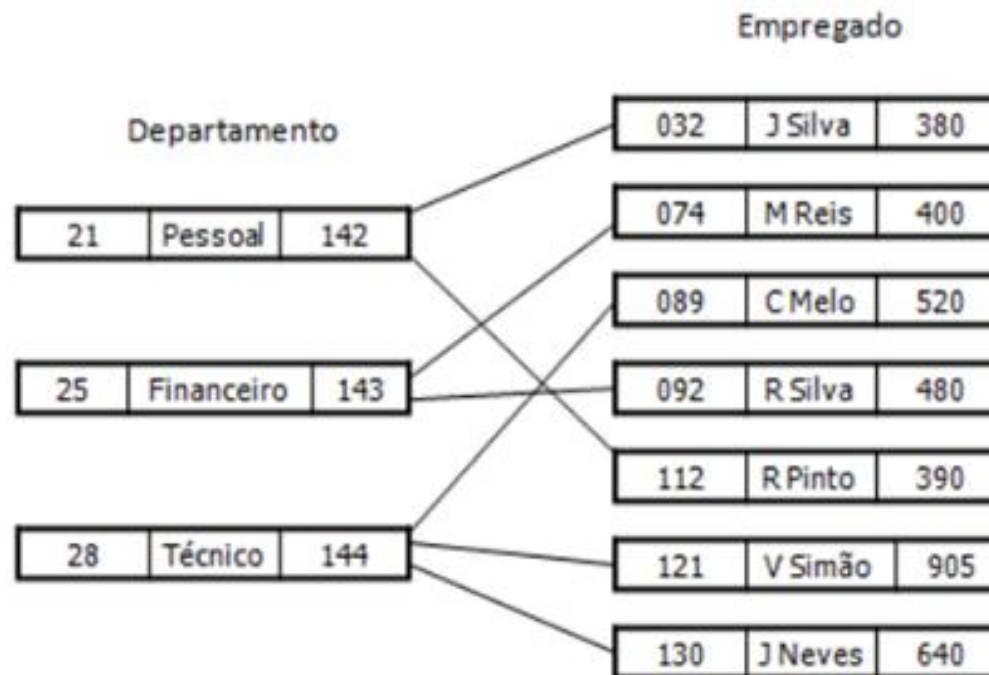 Empregado
Departamento
032 J Silva 380
074 M Reis 400
089 C Melo 520
092 R Silva 480
112 R Pinto 390
121 V Simão 905
130 J Neves 640
21 Pessoal 142
25 Financeiro 143
28 Técnico 144